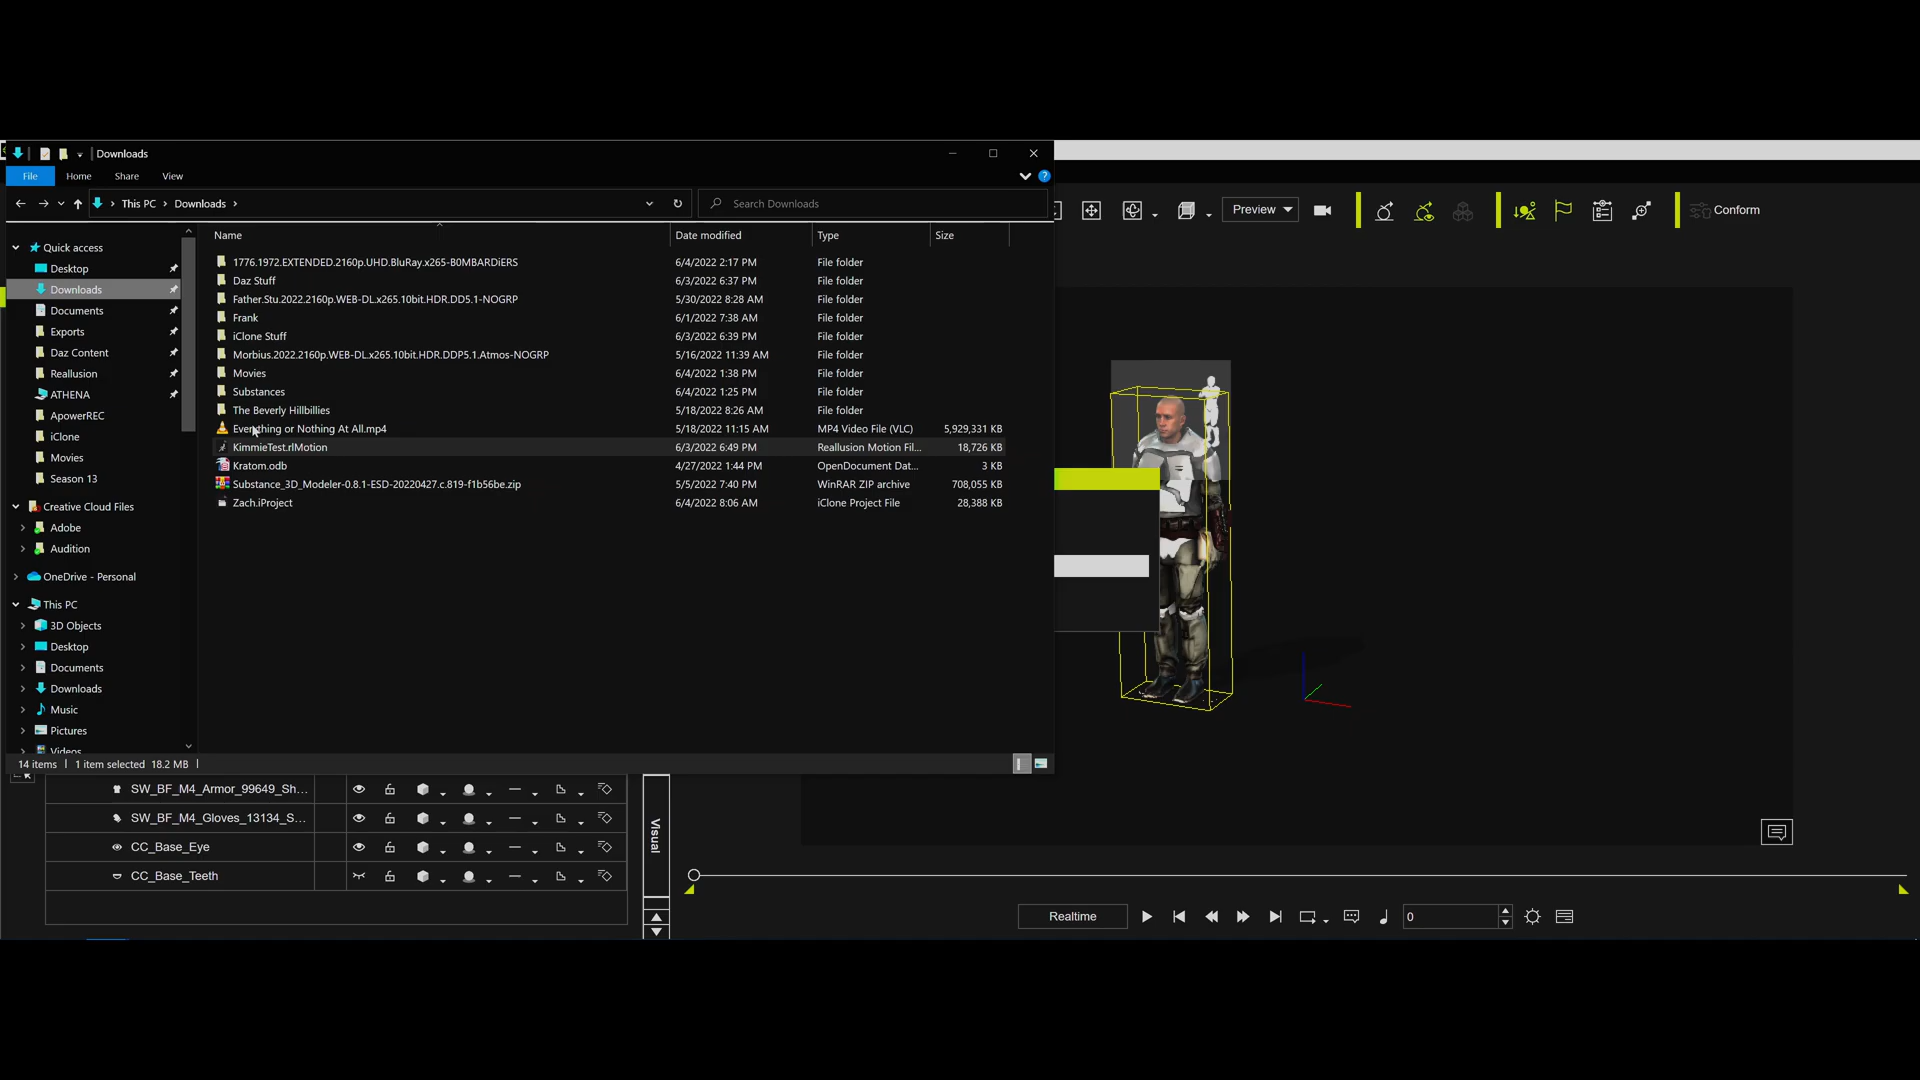 Downloads
File Home Share View
This PC Downloads
Search Downloads
Name Date modified Type Size
1776.1972.EXTENDED.2160p.UHD.BluRay.x265-B0MBARDiERS 6/4/2022 2:17 PM File folder
Daz Stuff 6/3/2022 6:37 PM File folder
Father.Stu.2022.2160p.WEB-DL.x265.10bit.HDR.DD5.1-NOGRP 5/30/2022 8:28 AM File folder
Frank 6/1/2022 7:38 AM File folder
iClone Stuff 6/3/2022 6:39 PM File folder
Morbius.2022.2160p.WEB-DL.x265.10bit.HDR.DDP5.1.Atmos-NOGRP 5/16/2022 11:39 AM File folder
Movies 6/4/2022 1:38 PM File folder
Substances 6/4/2022 1:25 PM File folder
The Beverly Hillbillies 5/18/2022 8:26 AM File folder
Everything or Nothing At All.mp4 5/18/2022 11:15 AM MP4 Video File (VLC) 5,929,331 KB
KimmieTest.rlMotion 6/3/2022 6:49 PM Reallusion Motion Fil... 18,726 KB
Kratom.odb 4/27/2022 1:44 PM OpenDocument Dat... 3 KB
Substance_3D_Modeler-0.8.1-ESD-20220427.c.819-f1b56be.zip 5/5/2022 7:40 PM WinRAR ZIP archive 708,055 KB
Zach.iProject 6/4/2022 8:06 AM iClone Project File 28,388 KB
Quick access
Desktop
Downloads
Documents
Exports
Daz Content
Reallusion
ATHENA
ApowerREC
iClone
Movies
Season 13
Creative Cloud Files
Adobe
Audition
OneDrive - Personal
This PC
3D Objects
Desktop
Documents
Downloads
Music
Pictures
Videos
14 items 1 item selected 18.2 MB
Preview
Conform
SW_BF_M4_Armor_99649_Sh...
SW_BF_M4_Gloves_13134_S...
CC_Base_Eye
CC_Base_Teeth
Visual
Realtime
0